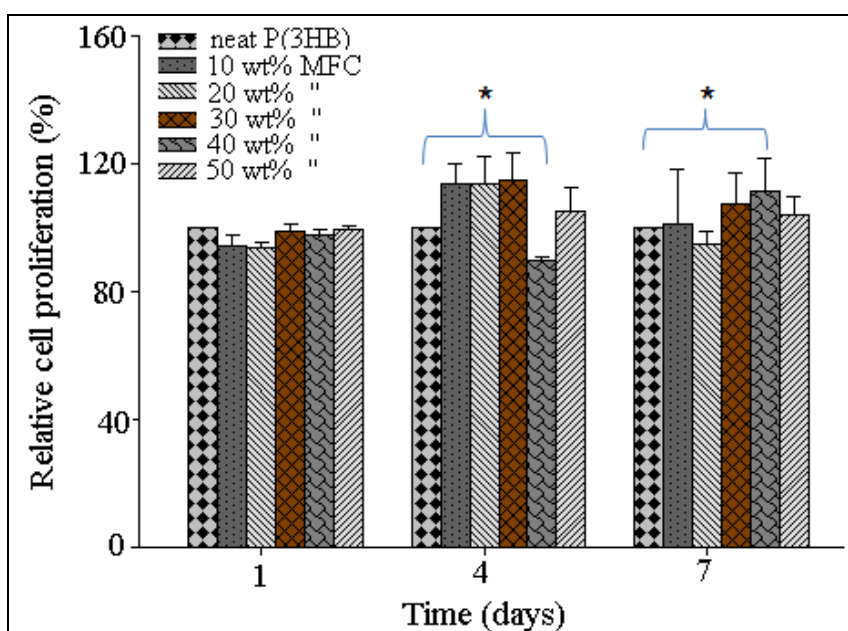 Relative cell proliferation (%)
160
120
80
40
0
neat P(3HB)
10 wt% MFC
20 wt% "
30 wt% "
40 wt% "
50 wt% "
* *
1 4 7
Time (days)